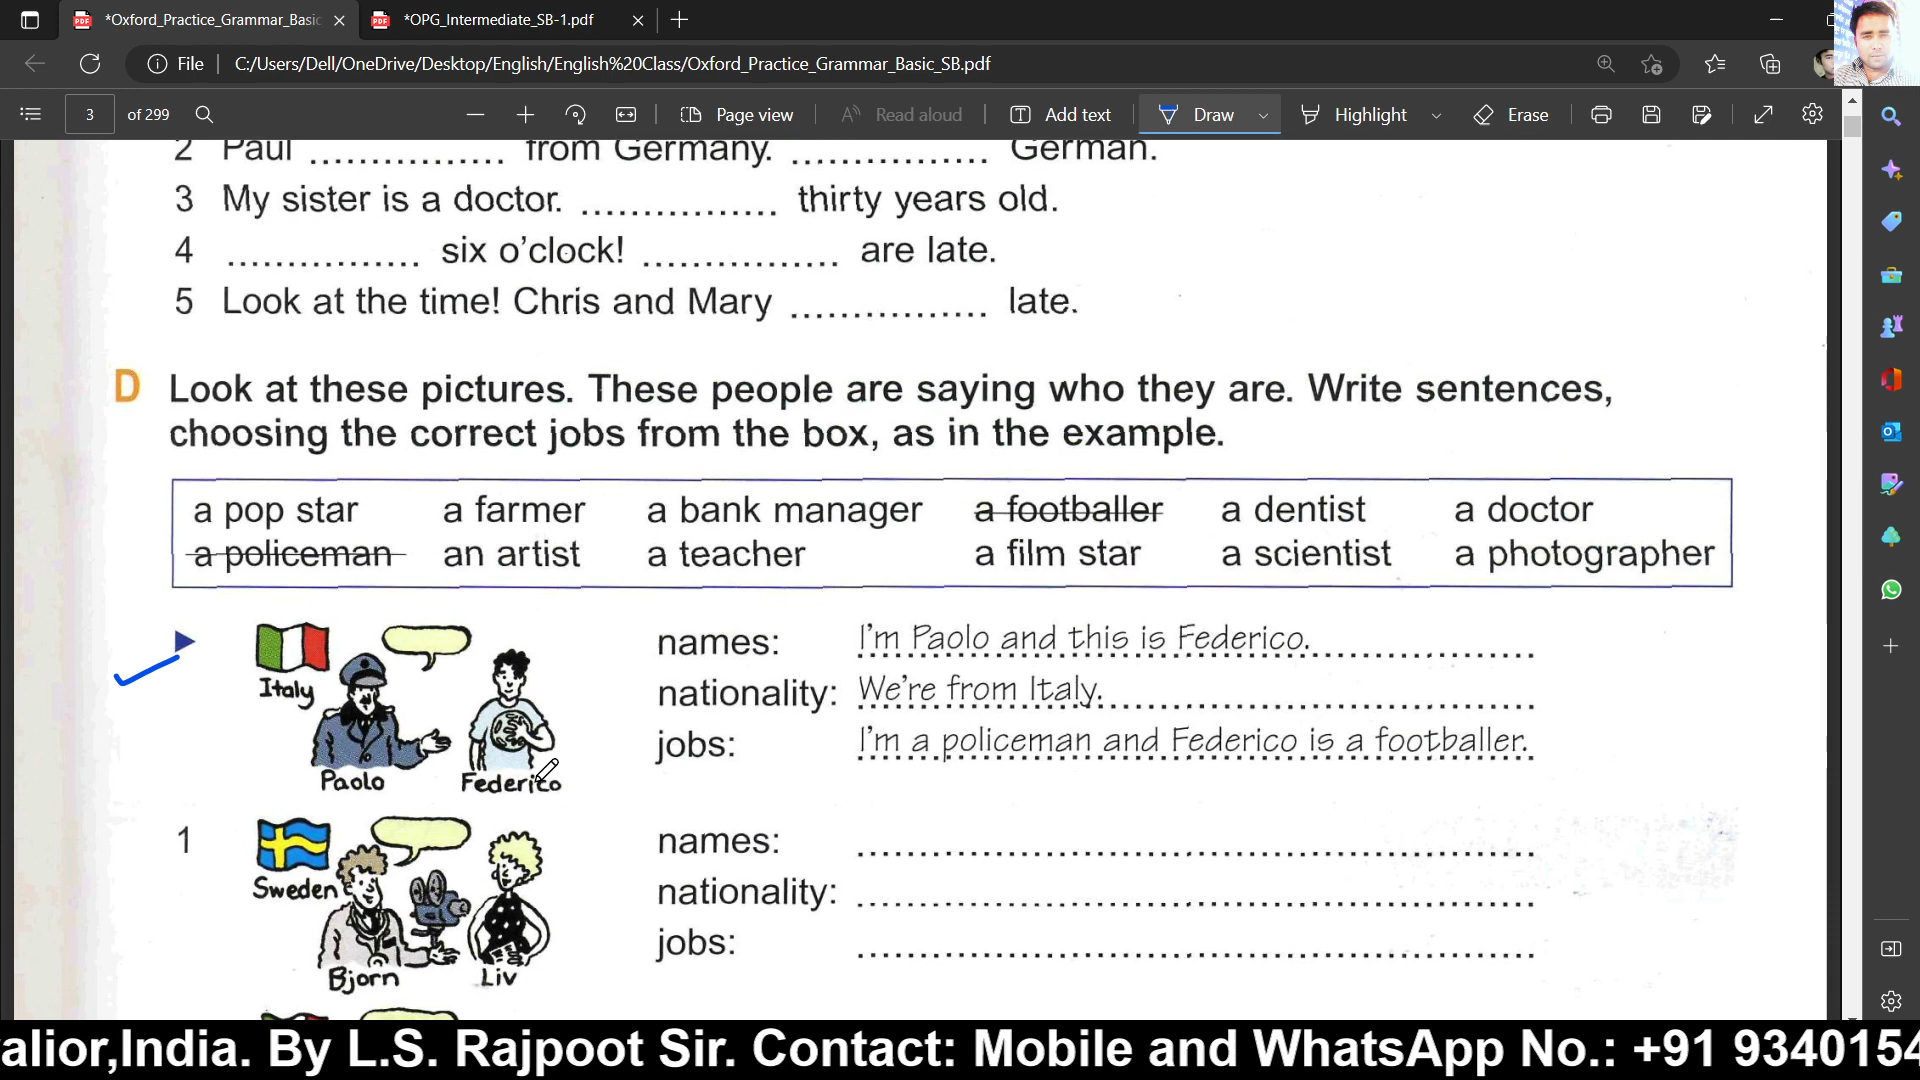 *Oxford_Practice_Grammar_Basic
*OPG_Intermediate_SB-1.pdf
File
C:/Users/Dell/OneDrive/Desktop/English/English%20Class/Oxford_Practice_Grammar_Basic_SB.pdf
3 of 299
Page view
Read aloud
Add text
Draw
Highlight
Erase
2 Paul ................ from Germany. ................ German.
3 My sister is a doctor. ................ thirty years old.
4 ................ six o'clock! ................ are late.
5 Look at the time! Chris and Mary ................ late.
D Look at these pictures. These people are saying who they are. Write sentences,
choosing the correct jobs from the box, as in the example.
a pop star a farmer a bank manager a footballer a dentist a doctor
a policeman an artist a teacher a film star a scientist a photographer
Italy
Paolo Federico
names: I'm Paolo and this is Federico.
nationality: We're from Italy.
jobs: I'm a policeman and Federico is a footballer.
1
Sweden
Bjorn Liv
names:
nationality:
jobs:
alior,India. By L.S. Rajpoot Sir. Contact: Mobile and WhatsApp No.: +91 9340154